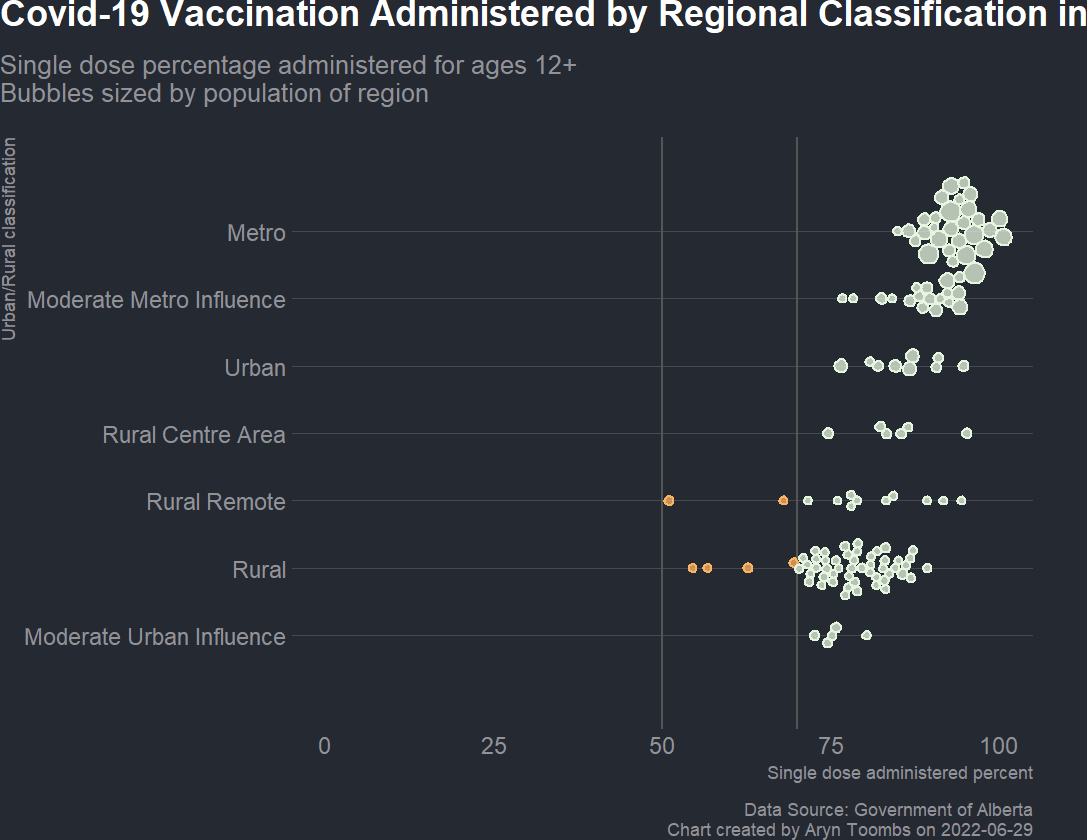 Covid-19 Vaccination Administered by Regional Classification in
Single dose percentage administered for ages 12+
Bubbles sized by population of region
Urban/Rural classification
Metro
Moderate Metro Influence
Urban
Rural Centre Area
Rural Remote
Rural
Moderate Urban Influence
0 25 50 75 100
Single dose administered percent
Data Source: Government of Alberta
Chart created by Aryn Toombs on 2022-06-29